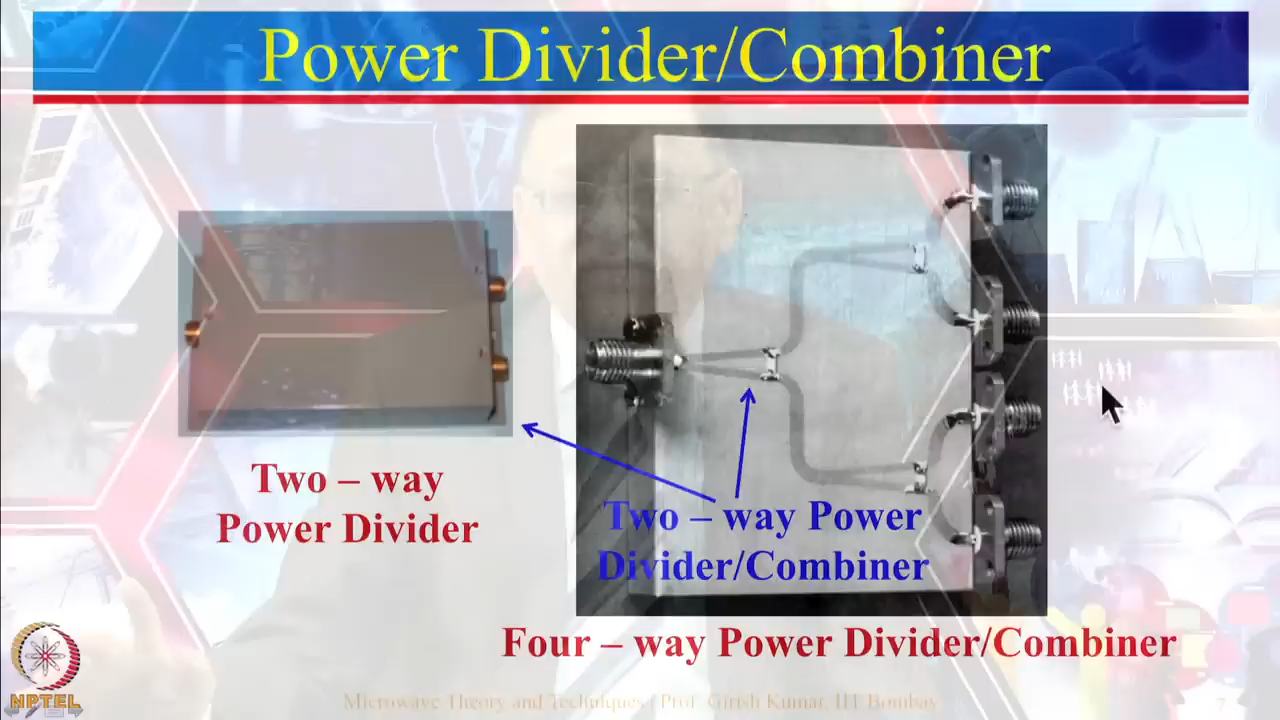 Power Divider/Combiner
Two – way
Power Divider
Two – way Power
Divider/Combiner
Four – way Power Divider/Combiner
NPTEL
Microwave Theory and Techniques | Prof. Girish Kumar, IIT Bombay
7